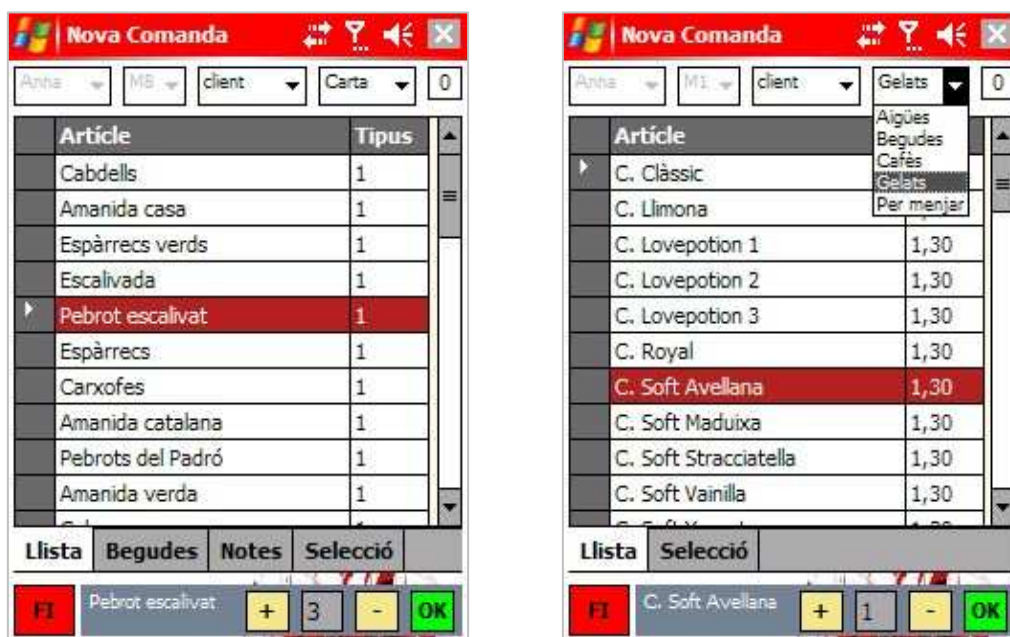 Nova Comanda
Anna M8 client Carta 0
Artícle Tipus
Cabdells 1
Amanida casa 1
Espàrrecs verds 1
Escalivada 1
Pebrot escalivat 1
Espàrrecs 1
Carxofes 1
Amanida catalana 1
Pebrots del Padró 1
Amanida verda 1
Llista Begudes Notes Selecció
FI Pebrot escalivat + 3 - OK
Nova Comanda
Anna M1 client Gelats 0
Aigües
Begudes
Cafès
Gelats
Per menjar
Artícle
C. Clàssic
C. Llimona
C. Lovepotion 1 1,30
C. Lovepotion 2 1,30
C. Lovepotion 3 1,30
C. Royal 1,30
C. Soft Avellana 1,30
C. Soft Maduixa 1,30
C. Soft Stracciatella 1,30
C. Soft Vainilla 1,30
Llista Selecció
FI C. Soft Avellana + 1 - OK